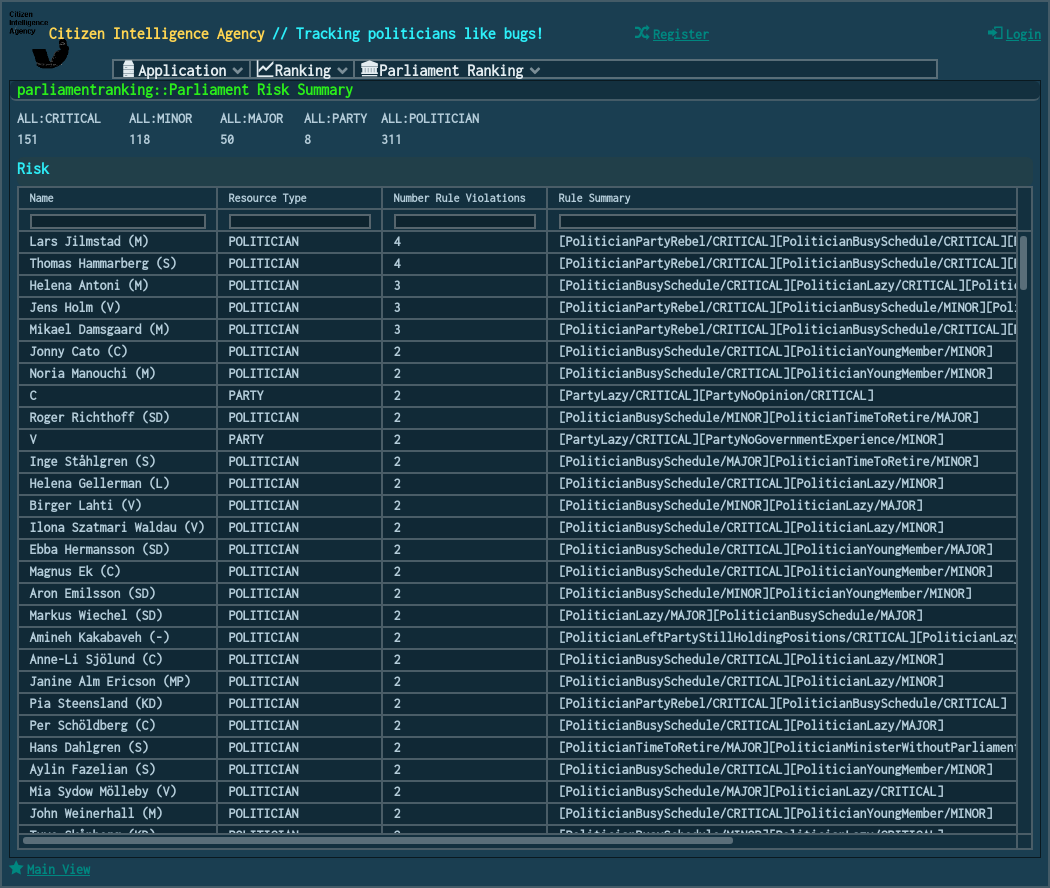 Citizen
Intelligence
Agency
Citizen Intelligence Agency // Tracking politicians like bugs!
Register
Login
Application
Ranking
Parliament Ranking
parliamentranking::Parliament Risk Summary
ALL:CRITICAL ALL:MINOR ALL:MAJOR ALL:PARTY ALL:POLITICIAN
151 118 50 8 311
Risk
Name Resource Type Number Rule Violations Rule Summary
Lars Jilmstad (M) POLITICIAN 4 [PoliticianPartyRebel/CRITICAL][PoliticianBusySchedule/CRITICAL][
Thomas Hammarberg (S) POLITICIAN 4 [PoliticianPartyRebel/CRITICAL][PoliticianBusySchedule/CRITICAL][
Helena Antoni (M) POLITICIAN 3 [PoliticianBusySchedule/CRITICAL][PoliticianLazy/CRITICAL][Politic
Jens Holm (V) POLITICIAN 3 [PoliticianPartyRebel/CRITICAL][PoliticianBusySchedule/MINOR][Poli
Mikael Damsgaard (M) POLITICIAN 3 [PoliticianPartyRebel/CRITICAL][PoliticianBusySchedule/CRITICAL][
Jonny Cato (C) POLITICIAN 2 [PoliticianBusySchedule/CRITICAL][PoliticianYoungMember/MINOR]
Noria Manouchi (M) POLITICIAN 2 [PoliticianBusySchedule/CRITICAL][PoliticianYoungMember/MINOR]
C PARTY 2 [PartyLazy/CRITICAL][PartyNoOpinion/CRITICAL]
Roger Richthoff (SD) POLITICIAN 2 [PoliticianBusySchedule/MINOR][PoliticianTimeToRetire/MAJOR]
V PARTY 2 [PartyLazy/CRITICAL][PartyNoGovernmentExperience/MINOR]
Inge Ståhlgren (S) POLITICIAN 2 [PoliticianBusySchedule/MAJOR][PoliticianTimeToRetire/MINOR]
Helena Gellerman (L) POLITICIAN 2 [PoliticianBusySchedule/CRITICAL][PoliticianLazy/MINOR]
Birger Lahti (V) POLITICIAN 2 [PoliticianBusySchedule/MINOR][PoliticianLazy/MAJOR]
Ilona Szatmari Waldau (V) POLITICIAN 2 [PoliticianBusySchedule/CRITICAL][PoliticianLazy/MINOR]
Ebba Hermansson (SD) POLITICIAN 2 [PoliticianBusySchedule/CRITICAL][PoliticianYoungMember/MAJOR]
Magnus Ek (C) POLITICIAN 2 [PoliticianBusySchedule/CRITICAL][PoliticianYoungMember/MINOR]
Aron Emilsson (SD) POLITICIAN 2 [PoliticianBusySchedule/MINOR][PoliticianYoungMember/MINOR]
Markus Wiechel (SD) POLITICIAN 2 [PoliticianLazy/MAJOR][PoliticianBusySchedule/MAJOR]
Amineh Kakabaveh (-) POLITICIAN 2 [PoliticianLeftPartyStillHoldingPositions/CRITICAL][PoliticianLazy
Anne-Li Sjölund (C) POLITICIAN 2 [PoliticianBusySchedule/CRITICAL][PoliticianLazy/MINOR]
Janine Alm Ericson (MP) POLITICIAN 2 [PoliticianBusySchedule/CRITICAL][PoliticianLazy/MINOR]
Pia Steensland (KD) POLITICIAN 2 [PoliticianPartyRebel/CRITICAL][PoliticianBusySchedule/CRITICAL]
Per Schöldberg (C) POLITICIAN 2 [PoliticianBusySchedule/CRITICAL][PoliticianLazy/MAJOR]
Hans Dahlgren (S) POLITICIAN 2 [PoliticianTimeToRetire/MAJOR][PoliticianMinisterWithoutParliament
Aylin Fazelian (S) POLITICIAN 2 [PoliticianBusySchedule/CRITICAL][PoliticianYoungMember/MINOR]
Mia Sydow Mölleby (V) POLITICIAN 2 [PoliticianBusySchedule/MAJOR][PoliticianLazy/CRITICAL]
John Weinerhall (M) POLITICIAN 2 [PoliticianBusySchedule/CRITICAL][PoliticianYoungMember/MINOR]
POLITICIAN 2 [PoliticianBusySchedule/MINOR][PoliticianLazy/CRITICAL]
Main View